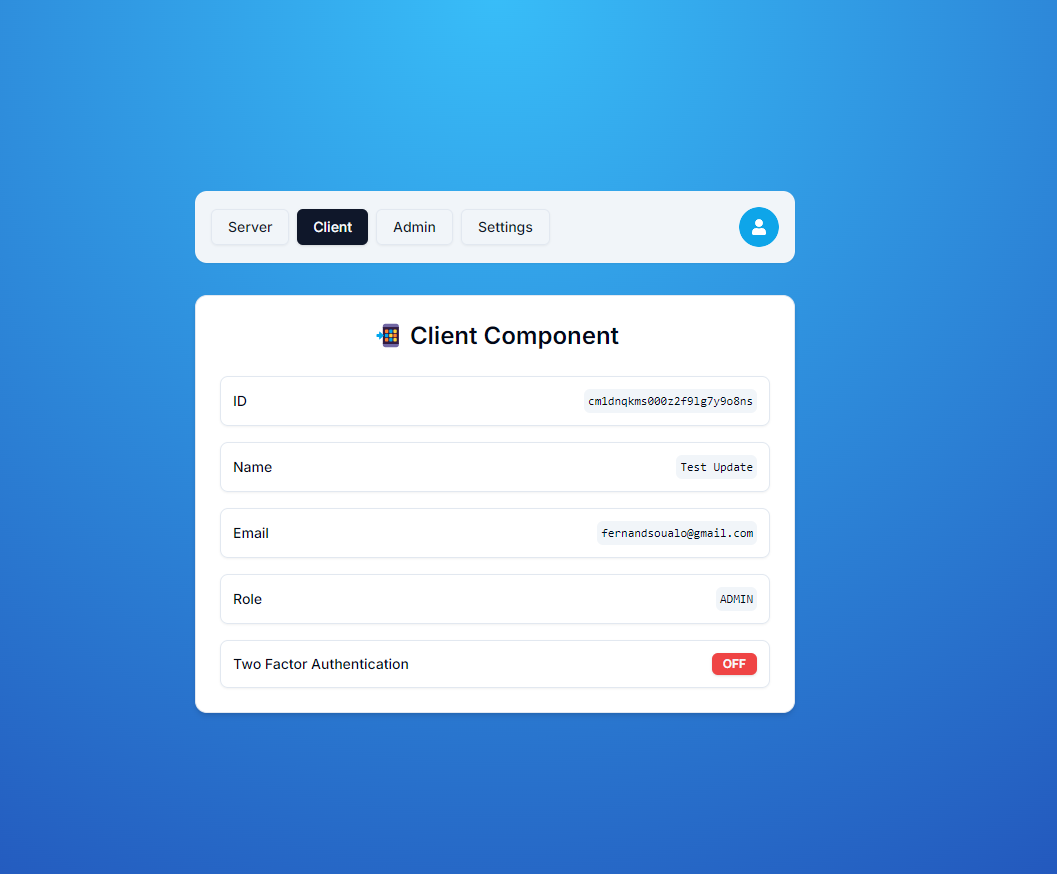 Server Client Admin Settings
Client Component
ID cm1dnqkms000z2f9lg7y9o8ns
Name Test Update
Email fernandsoualo@gmail.com
Role ADMIN
Two Factor Authentication OFF